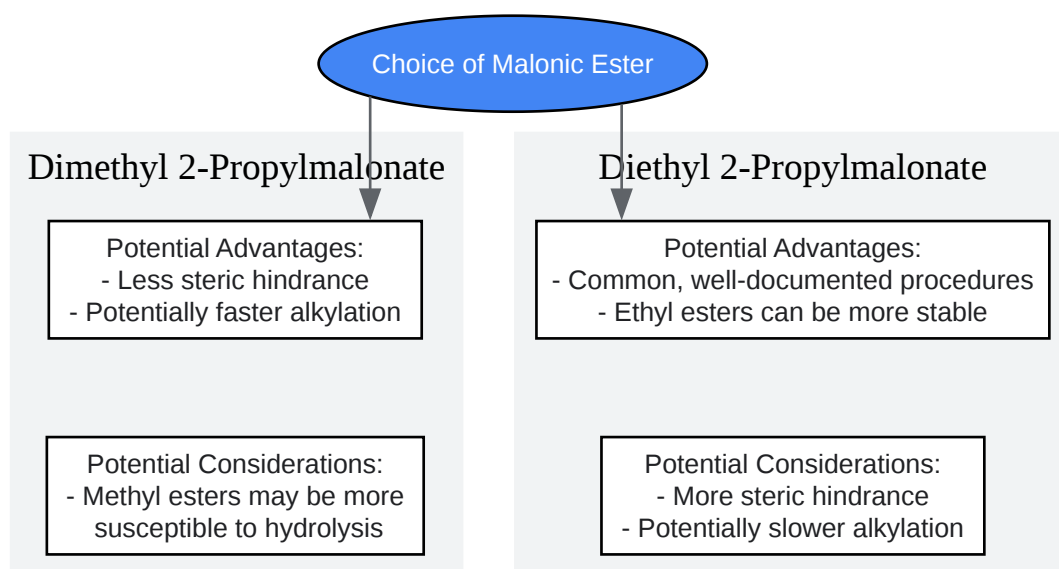 Choice of Malonic Ester
Dimethyl 2-Propylmalonate
Potential Advantages:
- Less steric hindrance
- Potentially faster alkylation
Potential Considerations:
- Methyl esters may be more
susceptible to hydrolysis
Diethyl 2-Propylmalonate
Potential Advantages:
- Common, well-documented procedures
- Ethyl esters can be more stable
Potential Considerations:
- More steric hindrance
- Potentially slower alkylation